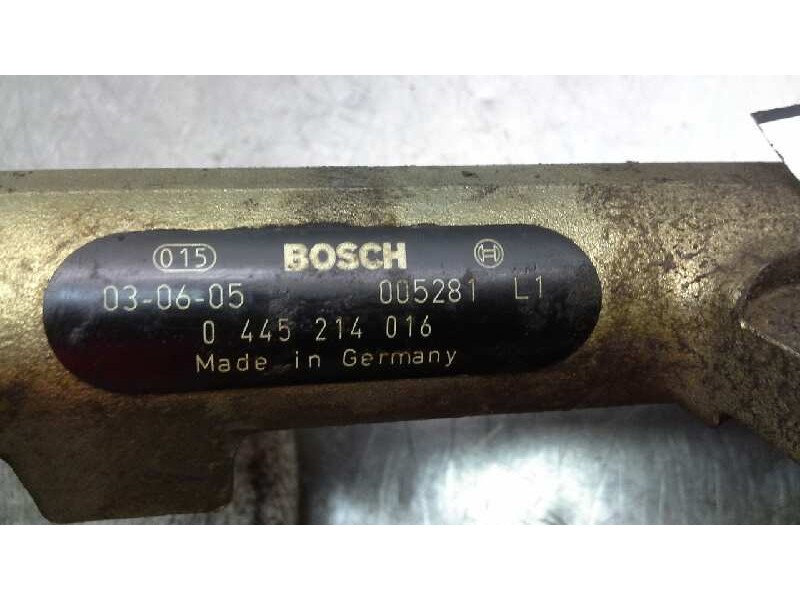 015 BOSCH
03-06-05 005281 L1
0 445 214 016
Made in Germany